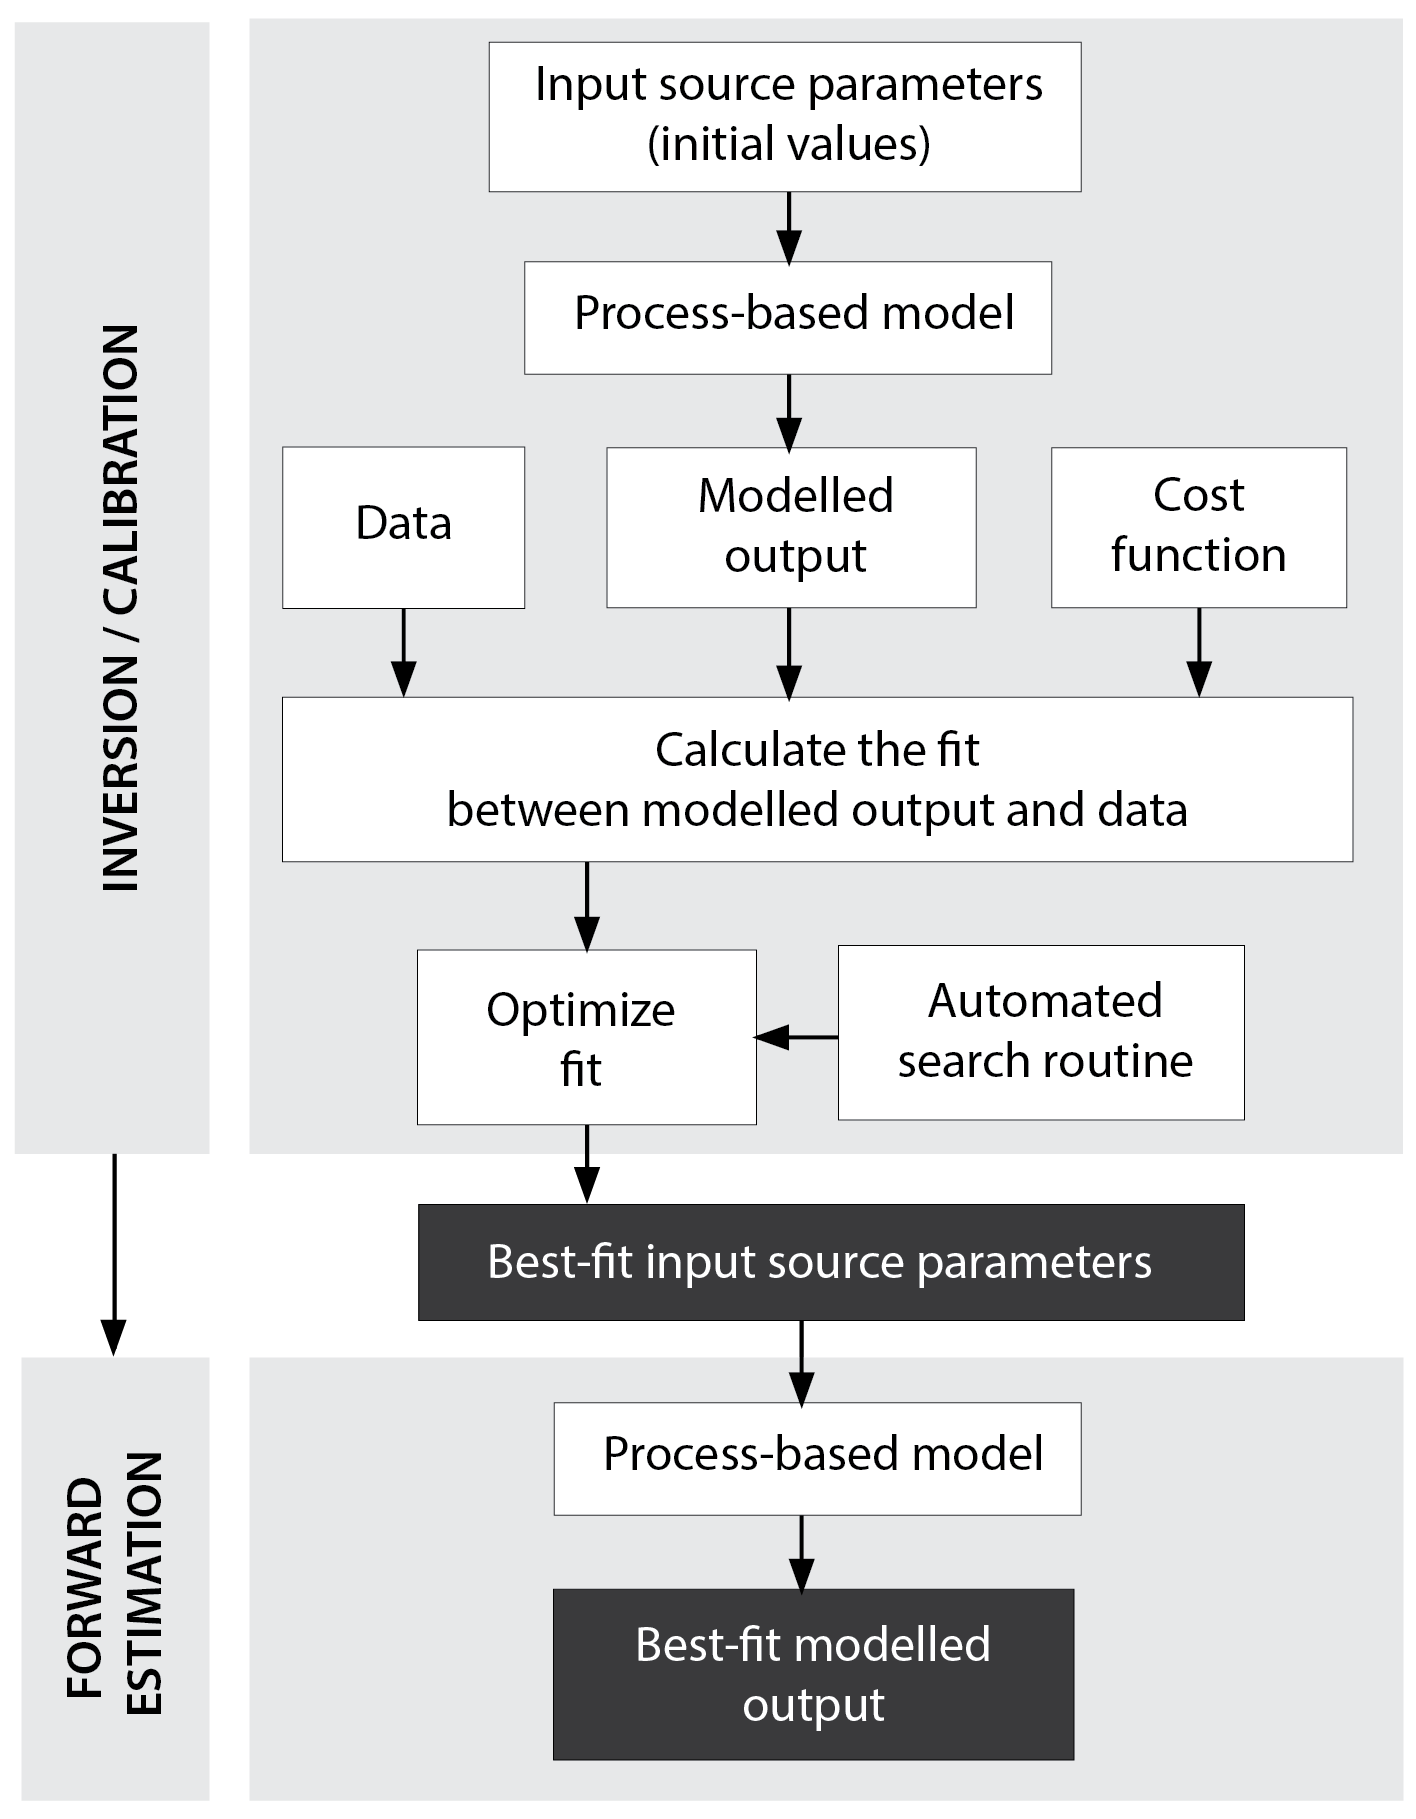 Input source parameters
(initial values)
Process-based model
Data
Modelled
output
Cost
function
Calculate the fit
between modelled output and data
Optimize
fit
Automated
search routine
INVERSION / CALIBRATION
Best-fit input source parameters
FORWARD
ESTIMATION
Process-based model
Best-fit modelled
output